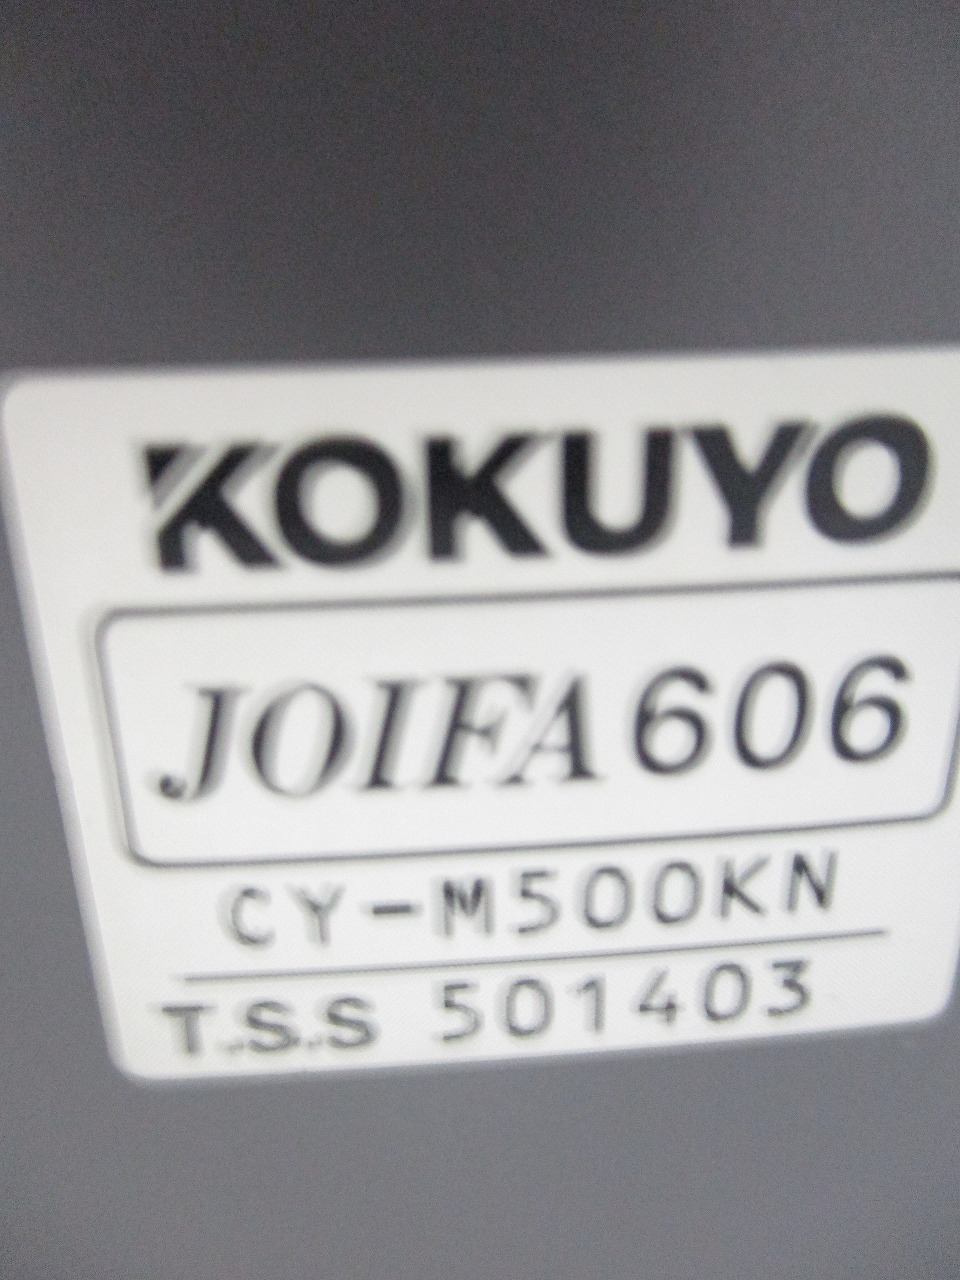 KOKUYO
JOIFA 606
CY-M500KN
T.S.S 501403